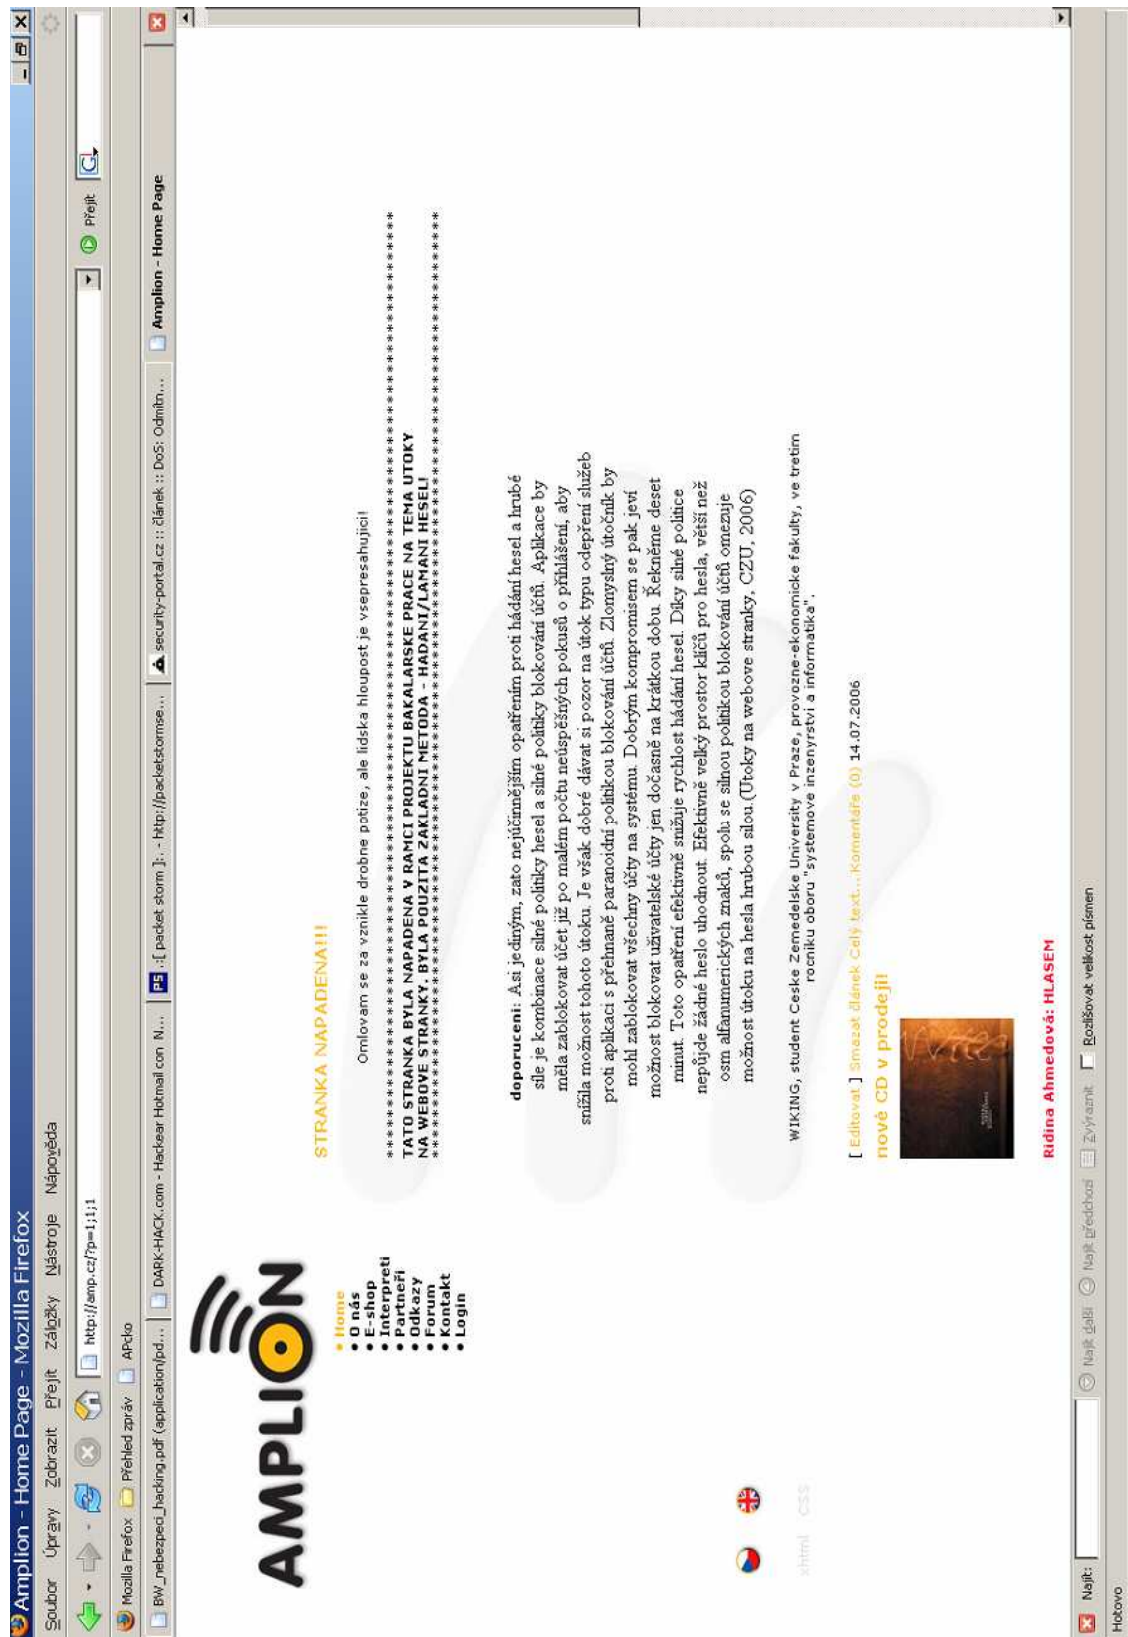 Amplion - Home Page - Mozilla Firefox
Soubor Úpravy Zobrazit Přejít Záložky Nástroje Nápověda
http://amp.cz/?p=1;1;1
Přejít
Mozilla Firefox Přehled zpráv APčko
BW_nebezpeci_hacking.pdf (application/pd... DARK-HACK.com - Hackear Hotmail con N... PS .:[ packet storm ]:. - http://packetstormse... security-portal.cz :: článek :: DoS: Odmítn... Amplion - Home Page
AMPLION
• Home
• O nás
• E-shop
• Interpreti
• Partneři
• Odkazy
• Forum
• Kontakt
• Login
xhtml CSS
STRANKA NAPADENA!!!
Omlovam se za vznikle drobne potize, ale lidska hloupost je vsepresahujici!
****************************************************************************************
TATO STRANKA BYLA NAPADENA V RAMCI PROJEKTU BAKALARSKE PRACE NA TEMA UTOKY
NA WEBOVE STRANKY. BYLA POUZITA ZAKLADNI METODA - HADANI/LAMANI HESEL!
****************************************************************************************
doporuceni: Asi jediným, zato nejúčinnějším opatřením proti hádání hesel a hrubé
síle je kombinace silné politiky hesel a silné politiky blokování účtů. Aplikace by
měla zablokovat účet již po malém počtu neúspěšných pokusů o přihlášení, aby
snížila možnost tohoto útoku. Je však dobré dávat si pozor na útok typu odepření služeb
proti aplikaci s přehnaně paranoidní politikou blokování účtů. Zlomyslný útočník by
mohl zablokovat všechny účty na systému. Dobrým kompromisem se pak jeví
možnost blokovat uživatelské účty jen dočasně na krátkou dobu. Řekněme deset
minut. Toto opatření efektivně snižuje rychlost hádání hesel. Díky silné politice
nepůjde žádné heslo uhodnout. Efektivně velký prostor klíčů pro hesla, větší než
osm alfanumerických znaků, spolu se silnou politikou blokování účtů omezuje
možnost útoku na hesla hrubou silou.(Utoky na webove stranky, CZU, 2006)
WIKING, student Ceske Zemedelske University v Praze, provozne-ekonomicke fakulty, ve tretim
rocniku oboru "systemove inzenyrstvi a informatika".
[ Editovat ] Smazat článek Celý text... Komentáře (0) 14.07.2006
nové CD v prodeji!
Ridina Ahmedová: HLASEM
Najít: Najít další Najít předchozí Zvýraznit Rozlišovat velikost písmen
Hotovo